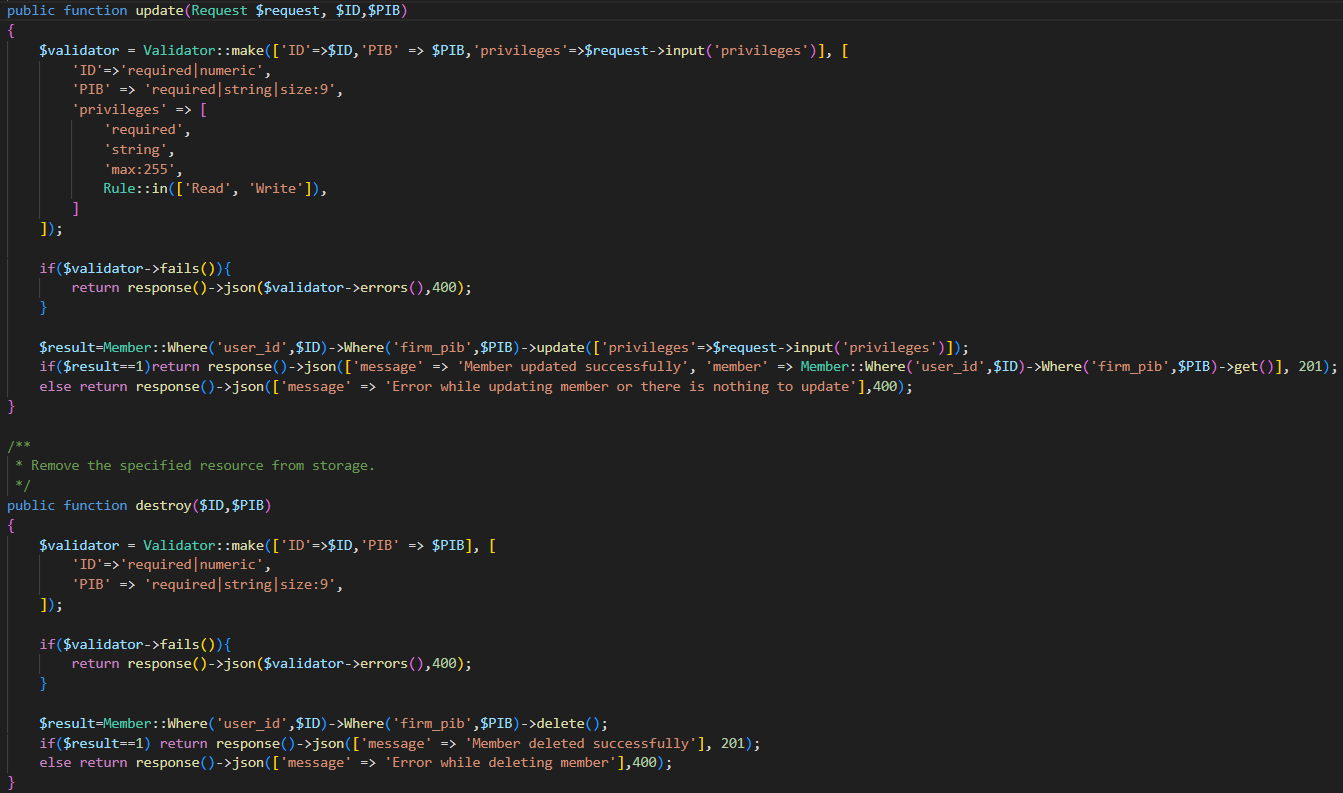 public function update(Request $request, $ID,$PIB)
{
    $validator = Validator::make(['ID'=>$ID,'PIB' => $PIB,'privileges'=>$request->input('privileges')], [
        'ID'=>'required|numeric',
        'PIB' => 'required|string|size:9',
        'privileges' => [
            'required',
            'string',
            'max:255',
            Rule::in(['Read', 'Write']),
        ]
    ]);

    if($validator->fails()){
        return response()->json($validator->errors(),400);
    }

    $result=Member::Where('user_id',$ID)->Where('firm_pib',$PIB)->update(['privileges'=>$request->input('privileges')]);
    if($result==1)return response()->json(['message' => 'Member updated successfully', 'member' => Member::Where('user_id',$ID)->Where('firm_pib',$PIB)->get()], 201);
    else return response()->json(['message' => 'Error while updating member or there is nothing to update'],400);
}

/**
 * Remove the specified resource from storage.
 */
public function destroy($ID,$PIB)
{
    $validator = Validator::make(['ID'=>$ID,'PIB' => $PIB], [
        'ID'=>'required|numeric',
        'PIB' => 'required|string|size:9',
    ]);

    if($validator->fails()){
        return response()->json($validator->errors(),400);
    }

    $result=Member::Where('user_id',$ID)->Where('firm_pib',$PIB)->delete();
    if($result==1) return response()->json(['message' => 'Member deleted successfully'], 201);
    else return response()->json(['message' => 'Error while deleting member'],400);
}